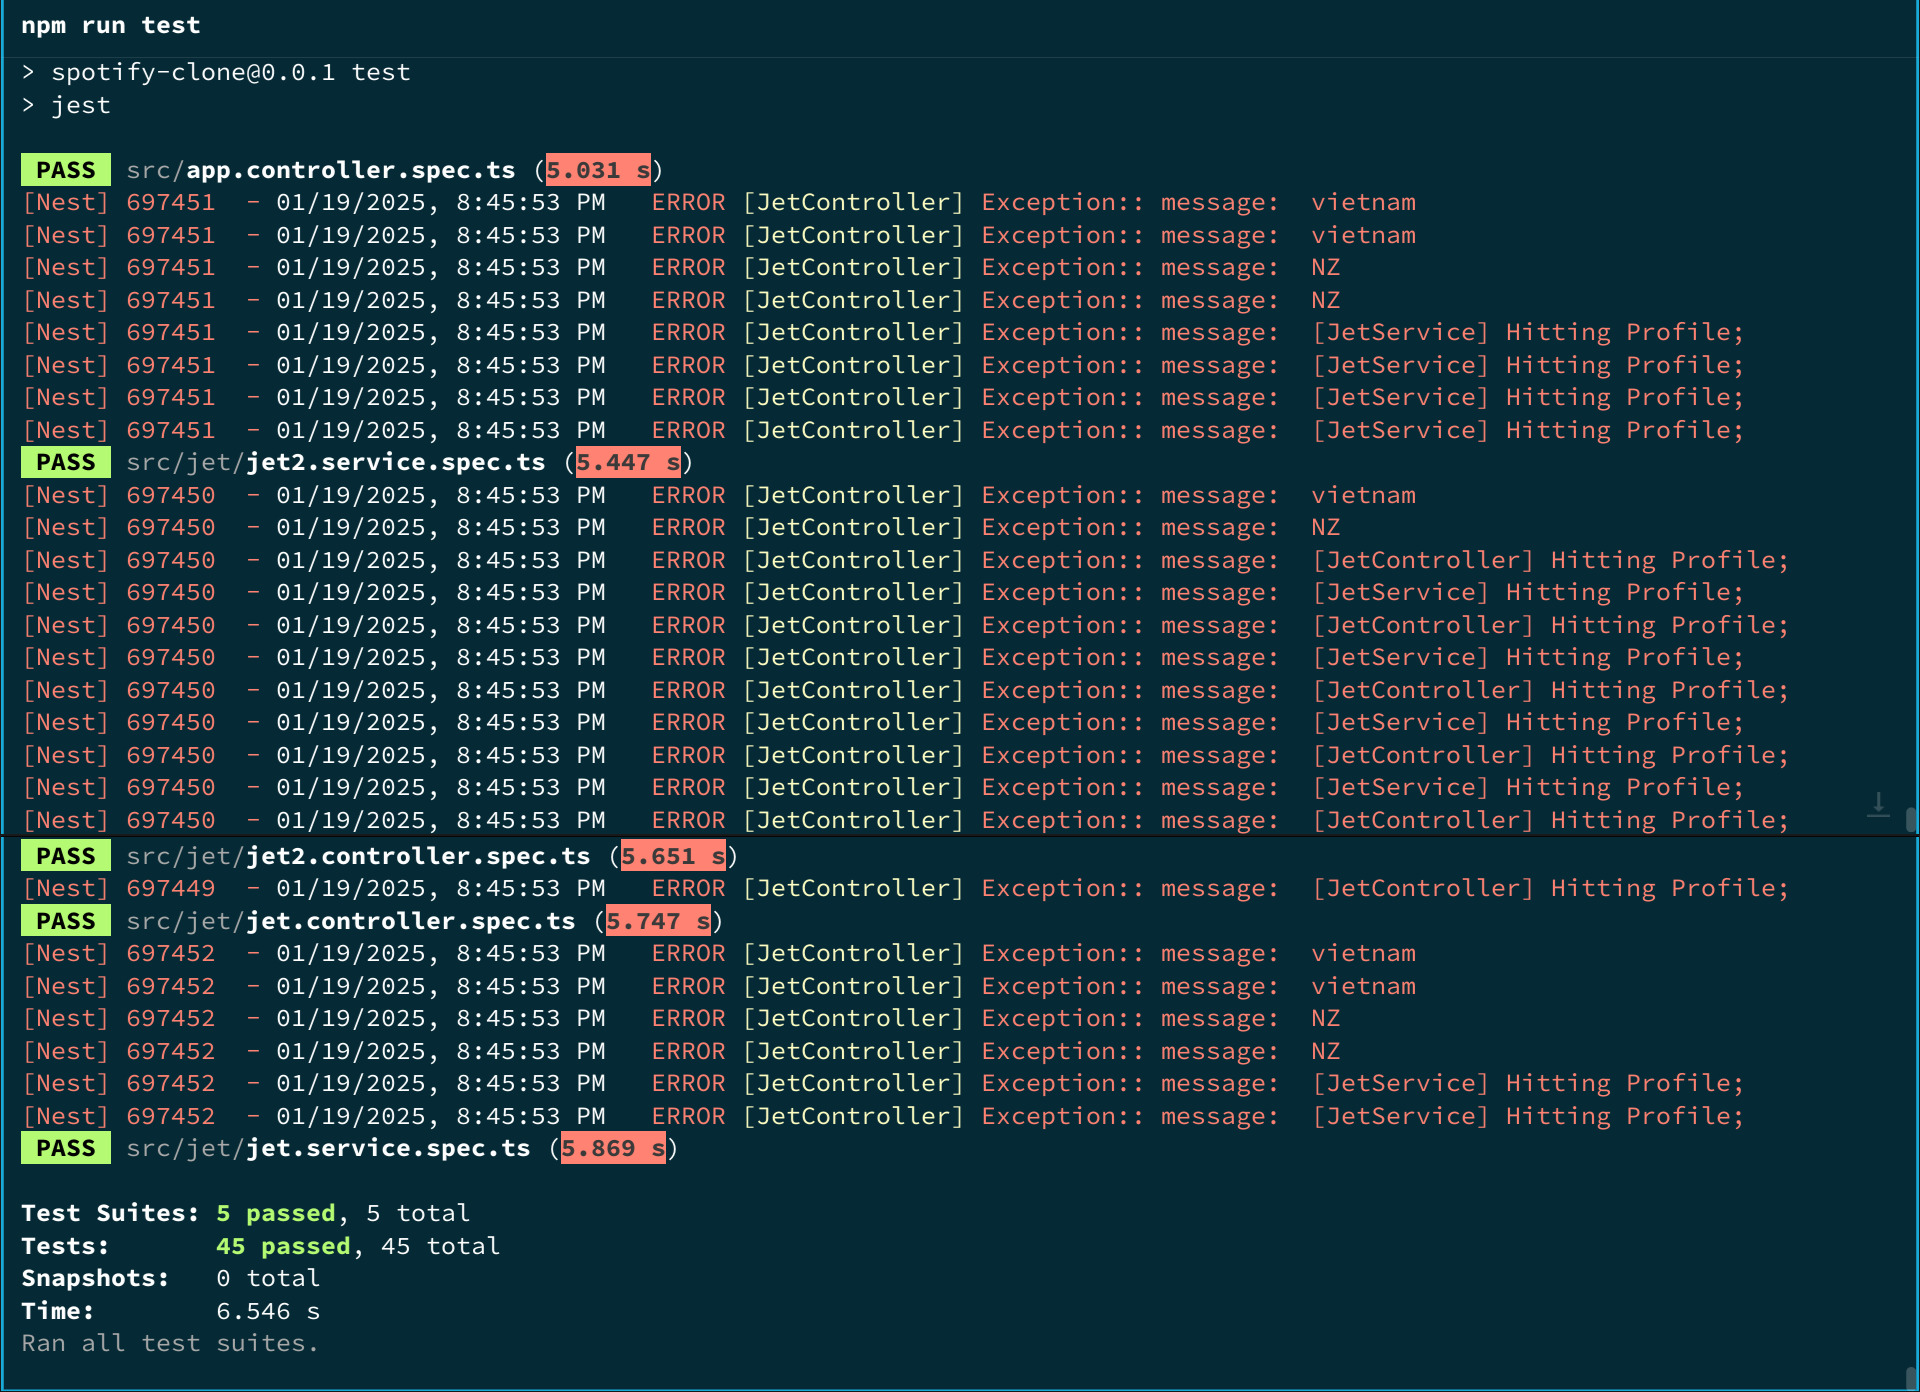 npm run test
> spotify-clone@0.0.1 test
> jest
PASS src/app.controller.spec.ts (5.031 s)
[Nest] 697451  - 01/19/2025, 8:45:53 PM   ERROR [JetController] Exception:: message:  vietnam
[Nest] 697451  - 01/19/2025, 8:45:53 PM   ERROR [JetController] Exception:: message:  vietnam
[Nest] 697451  - 01/19/2025, 8:45:53 PM   ERROR [JetController] Exception:: message:  NZ
[Nest] 697451  - 01/19/2025, 8:45:53 PM   ERROR [JetController] Exception:: message:  NZ
[Nest] 697451  - 01/19/2025, 8:45:53 PM   ERROR [JetController] Exception:: message:  [JetService] Hitting Profile;
[Nest] 697451  - 01/19/2025, 8:45:53 PM   ERROR [JetController] Exception:: message:  [JetService] Hitting Profile;
[Nest] 697451  - 01/19/2025, 8:45:53 PM   ERROR [JetController] Exception:: message:  [JetService] Hitting Profile;
[Nest] 697451  - 01/19/2025, 8:45:53 PM   ERROR [JetController] Exception:: message:  [JetService] Hitting Profile;
PASS src/jet/jet2.service.spec.ts (5.447 s)
[Nest] 697450  - 01/19/2025, 8:45:53 PM   ERROR [JetController] Exception:: message:  vietnam
[Nest] 697450  - 01/19/2025, 8:45:53 PM   ERROR [JetController] Exception:: message:  NZ
[Nest] 697450  - 01/19/2025, 8:45:53 PM   ERROR [JetController] Exception:: message:  [JetController] Hitting Profile;
[Nest] 697450  - 01/19/2025, 8:45:53 PM   ERROR [JetController] Exception:: message:  [JetService] Hitting Profile;
[Nest] 697450  - 01/19/2025, 8:45:53 PM   ERROR [JetController] Exception:: message:  [JetController] Hitting Profile;
[Nest] 697450  - 01/19/2025, 8:45:53 PM   ERROR [JetController] Exception:: message:  [JetService] Hitting Profile;
[Nest] 697450  - 01/19/2025, 8:45:53 PM   ERROR [JetController] Exception:: message:  [JetController] Hitting Profile;
[Nest] 697450  - 01/19/2025, 8:45:53 PM   ERROR [JetController] Exception:: message:  [JetService] Hitting Profile;
[Nest] 697450  - 01/19/2025, 8:45:53 PM   ERROR [JetController] Exception:: message:  [JetController] Hitting Profile;
[Nest] 697450  - 01/19/2025, 8:45:53 PM   ERROR [JetController] Exception:: message:  [JetService] Hitting Profile;
[Nest] 697450  - 01/19/2025, 8:45:53 PM   ERROR [JetController] Exception:: message:  [JetController] Hitting Profile;
PASS src/jet/jet2.controller.spec.ts (5.651 s)
[Nest] 697449  - 01/19/2025, 8:45:53 PM   ERROR [JetController] Exception:: message:  [JetController] Hitting Profile;
PASS src/jet/jet.controller.spec.ts (5.747 s)
[Nest] 697452  - 01/19/2025, 8:45:53 PM   ERROR [JetController] Exception:: message:  vietnam
[Nest] 697452  - 01/19/2025, 8:45:53 PM   ERROR [JetController] Exception:: message:  vietnam
[Nest] 697452  - 01/19/2025, 8:45:53 PM   ERROR [JetController] Exception:: message:  NZ
[Nest] 697452  - 01/19/2025, 8:45:53 PM   ERROR [JetController] Exception:: message:  NZ
[Nest] 697452  - 01/19/2025, 8:45:53 PM   ERROR [JetController] Exception:: message:  [JetService] Hitting Profile;
[Nest] 697452  - 01/19/2025, 8:45:53 PM   ERROR [JetController] Exception:: message:  [JetService] Hitting Profile;
PASS src/jet/jet.service.spec.ts (5.869 s)
Test Suites: 5 passed, 5 total
Tests:       45 passed, 45 total
Snapshots:   0 total
Time:        6.546 s
Ran all test suites.